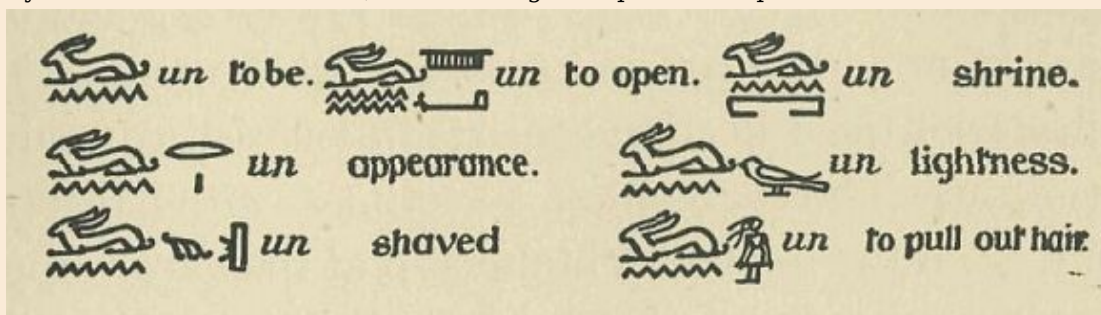 un to be. un to open. un shrine.
un appearance. un lightness.
un shaved un to pull out hair.